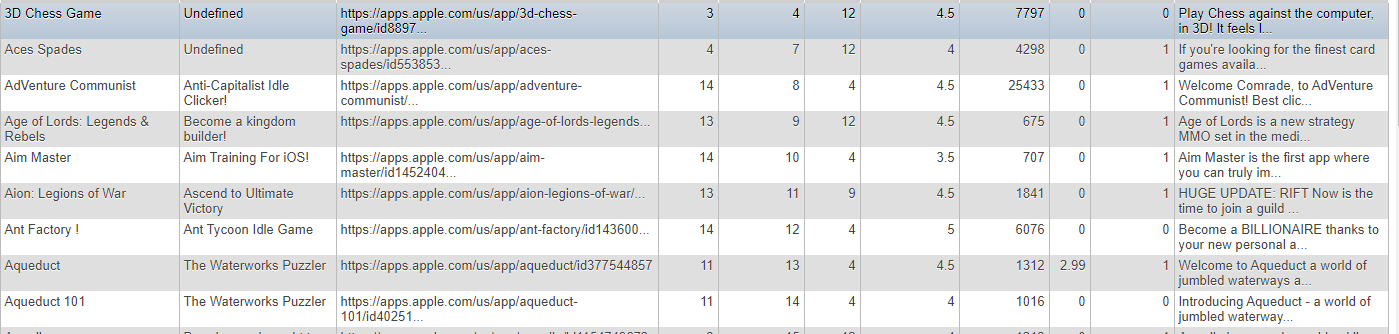 3D Chess Game Undefined https://apps.apple.com/us/app/3d-chess- 3 4 12 4.5 7797 0 0 Play Chess against the computer,
game/id8897... in 3D! It feels l...
Aces Spades Undefined https://apps.apple.com/us/app/aces- 4 7 12 4 4298 0 1 If you're looking for the finest card
spades/id553853... games availa...
AdVenture Communist Anti-Capitalist Idle https://apps.apple.com/us/app/adventure- 14 8 4 4.5 25433 0 1 Welcome Comrade, to AdVenture
Clicker! communist/... Communist! Best clic...
Age of Lords: Legends & Become a kingdom https://apps.apple.com/us/app/age-of-lords-legends... 13 9 12 4.5 675 0 1 Age of Lords is a new strategy
Rebels builder! MMO set in the medi...
Aim Master Aim Training For iOS! https://apps.apple.com/us/app/aim- 14 10 4 3.5 707 0 1 Aim Master is the first app where
master/id1452404... you can truly im...
Aion: Legions of War Ascend to Ultimate https://apps.apple.com/us/app/aion-legions-of-war/... 13 11 9 4.5 1841 0 1 HUGE UPDATE: RIFT Now is the
Victory time to join a guild ...
Ant Factory ! Ant Tycoon Idle Game https://apps.apple.com/us/app/ant-factory/id143600... 14 12 4 5 6076 0 0 Become a BILLIONAIRE thanks to
your new personal a...
Aqueduct The Waterworks Puzzler https://apps.apple.com/us/app/aqueduct/id377544857 11 13 4 4.5 1312 2.99 1 Welcome to Aqueduct a world of
jumbled waterways a...
Aqueduct 101 The Waterworks Puzzler https://apps.apple.com/us/app/aqueduct- 11 14 4 4 1016 0 0 Introducing Aqueduct - a world of
101/id40251... jumbled waterway...